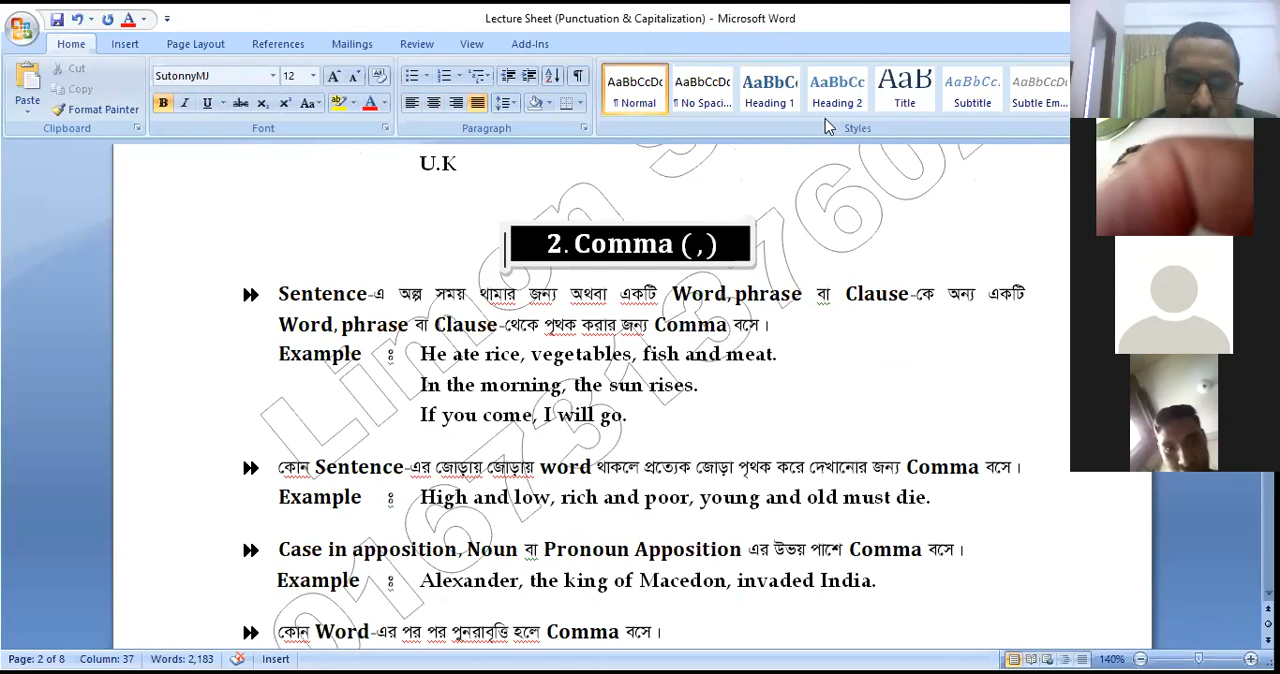 Lecture Sheet (Punctuation & Capitalization) - Microsoft Word
Home Insert Page Layout References Mailings Review View Add-Ins
Paste Cut Copy Format Painter
SutonnyMJ 12
B I U abc X₂ X² Aa
AaBbCcDc AaBbCcDc AaBbCc AaBbCc AaB AaBbCc. AaBbCcDc
¶ Normal ¶ No Spaci... Heading 1 Heading 2 Title Subtitle Subtle Em...
Clipboard Font Paragraph Styles
U.K
2. Comma ( , )
Sentence-এ অল্প সময় থামার জন্য অথবা একটি Word, phrase বা Clause-কে অন্য একটি
Word, phrase বা Clause-থেকে পৃথক করার জন্য Comma বসে।
Example ঃ He ate rice, vegetables, fish and meat.
In the morning, the sun rises.
If you come, I will go.
কোন Sentence-এর জোড়ায় জোড়ায় word থাকলে প্রত্যেক জোড়া পৃথক করে দেখানোর জন্য Comma বসে।
Example ঃ High and low, rich and poor, young and old must die.
Case in apposition, Noun বা Pronoun Apposition এর উভয় পাশে Comma বসে।
Example ঃ Alexander, the king of Macedon, invaded India.
কোন Word-এর পর পর পুনরাবৃত্তি হলে Comma বসে।
Page: 2 of 8 Column: 37 Words: 2,183 Insert 140%